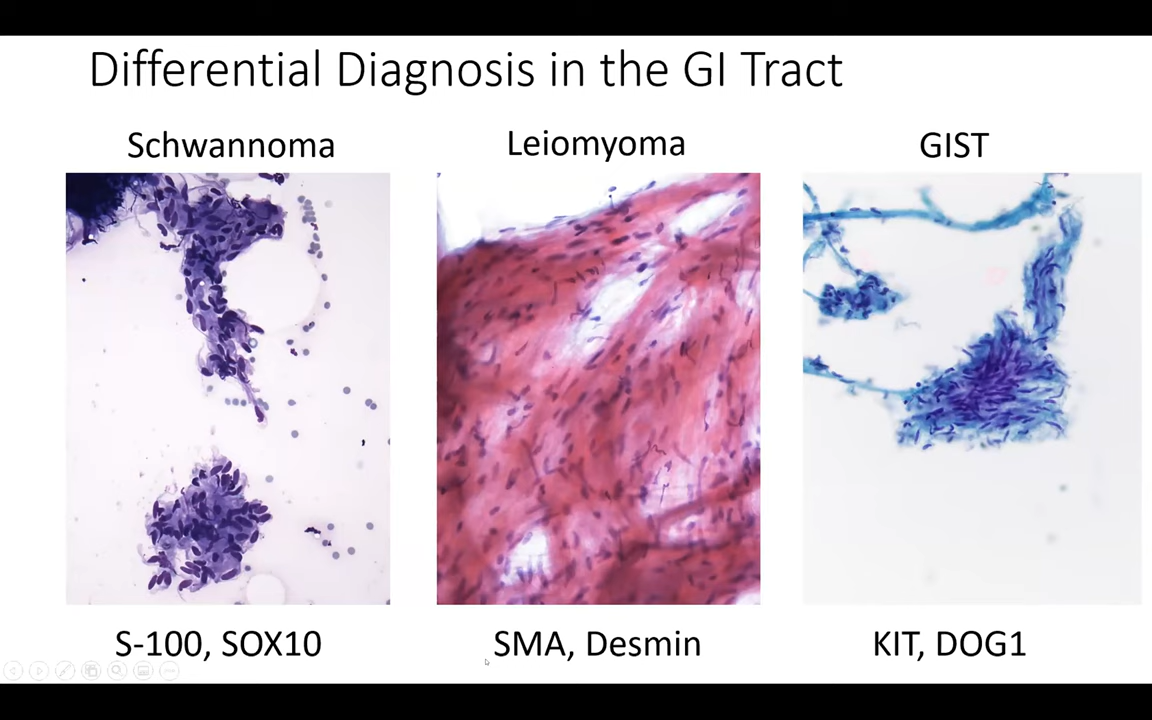 Differential Diagnosis in the GI Tract
Schwannoma
Leiomyoma
GIST
S-100, SOX10
SMA, Desmin
KIT, DOG1